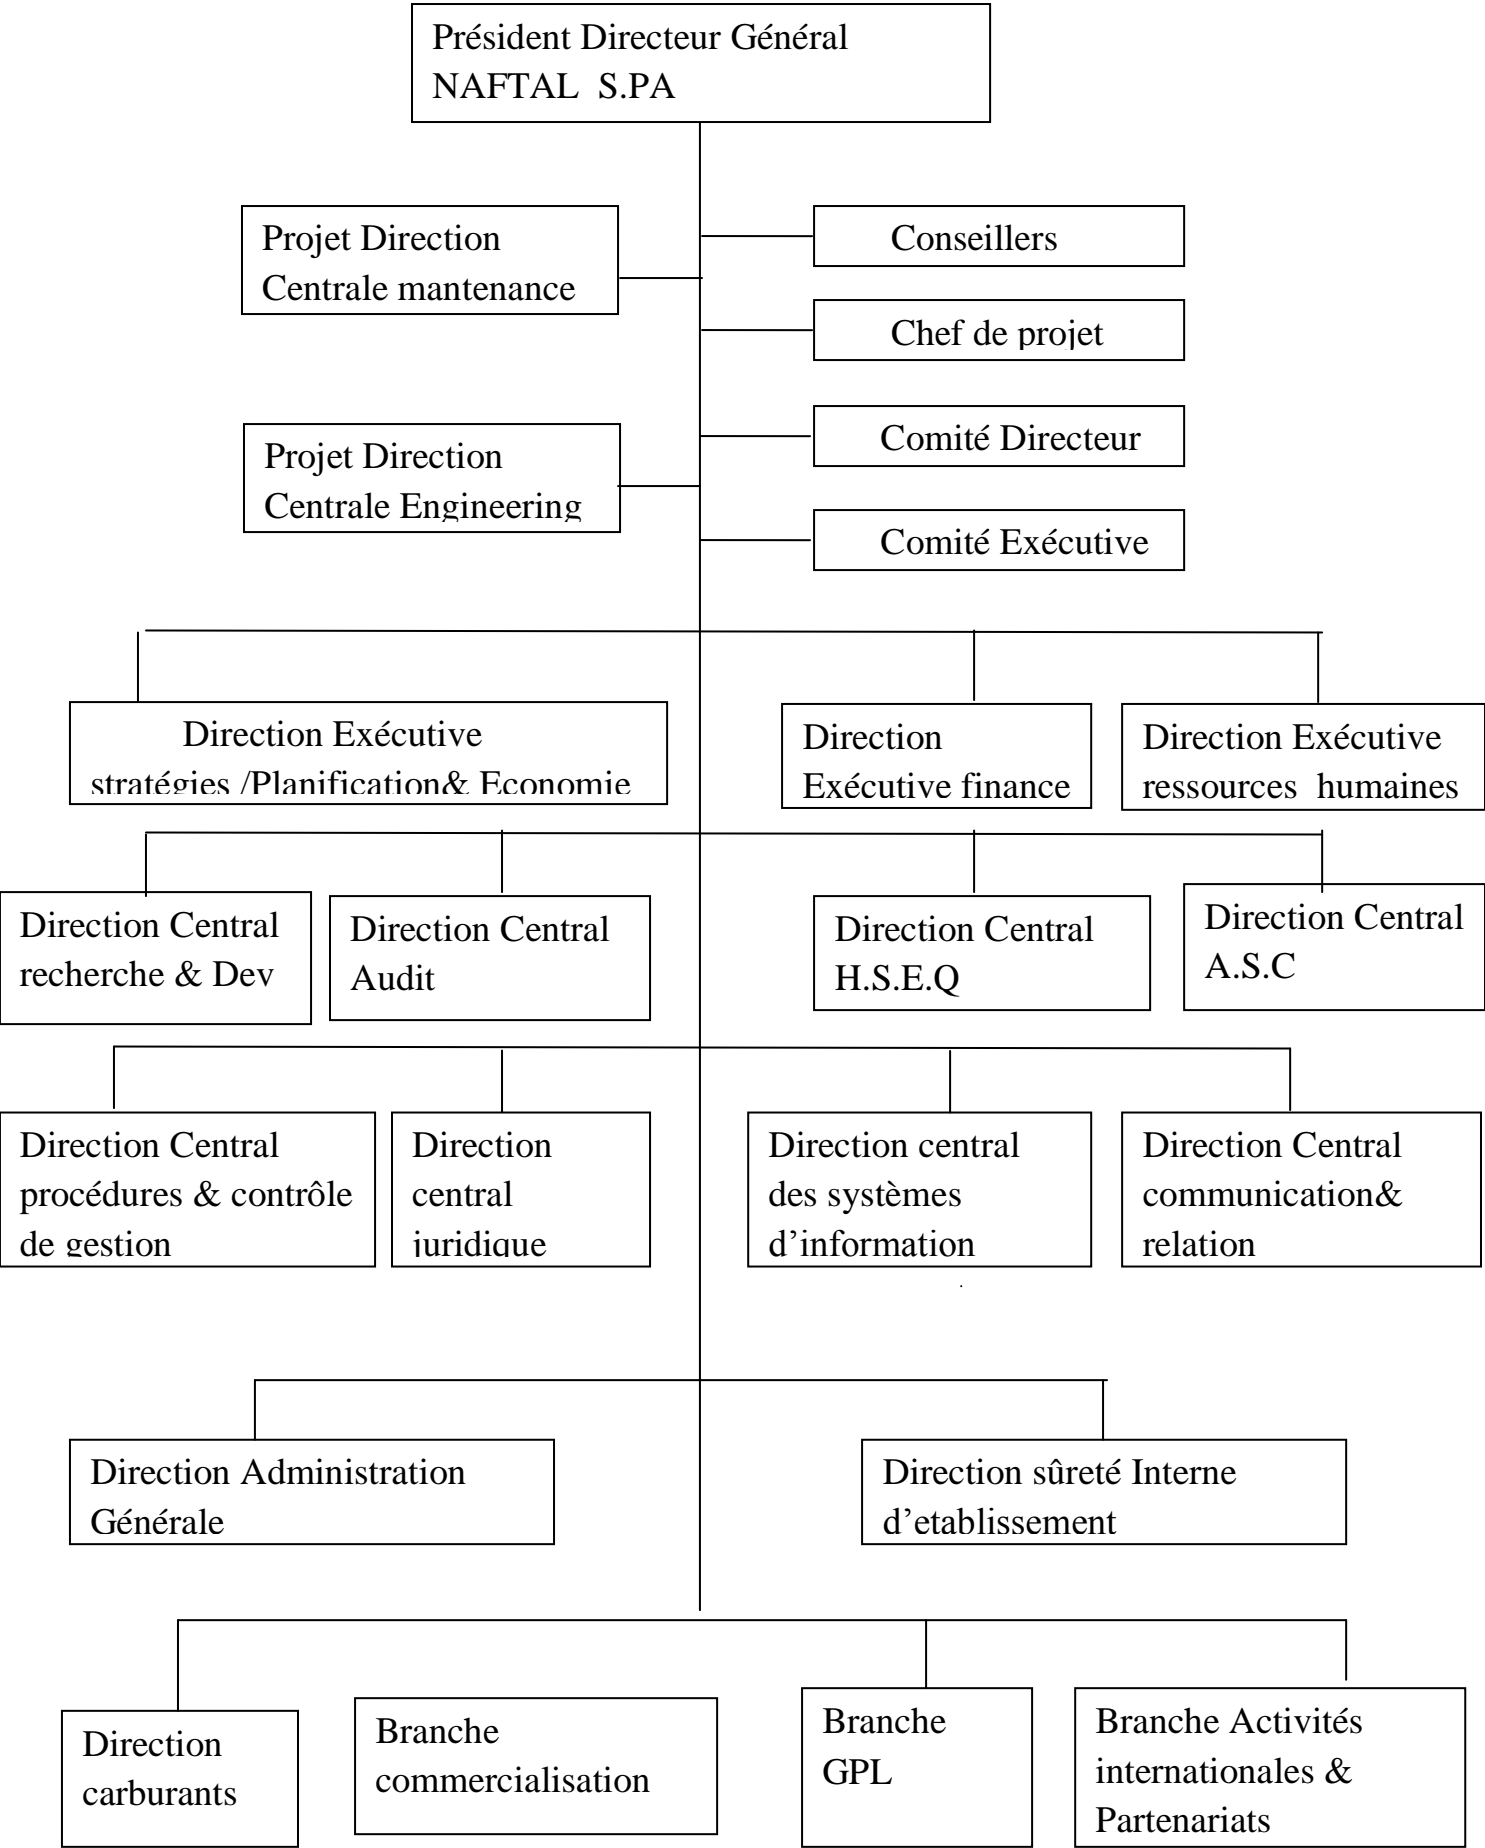 Président Directeur Général
NAFTAL S.PA
Projet Direction
Centrale mantenance
Conseillers
Chef de projet
Projet Direction
Centrale Engineering
Comité Directeur
Comité Exécutive
Direction Exécutive
stratégies /Planification& Economie
Direction
Exécutive finance
Direction Exécutive
ressources humaines
Direction Central
recherche & Dev
Direction Central
Audit
Direction Central
H.S.E.Q
Direction Central
A.S.C
Direction Central
procédures & contrôle
de gestion
Direction
central
juridique
Direction central
des systèmes
d’information
Direction Central
communication&
relation
Direction Administration
Générale
Direction sûreté Interne
d’etablissement
Direction
carburants
Branche
commercialisation
Branche
GPL
Branche Activités
internationales &
Partenariats